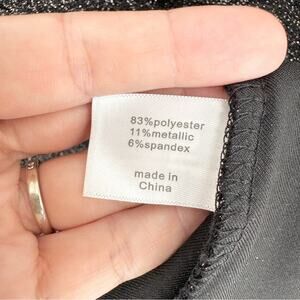 83%polyester
11%metallic
6%spandex
made in
China